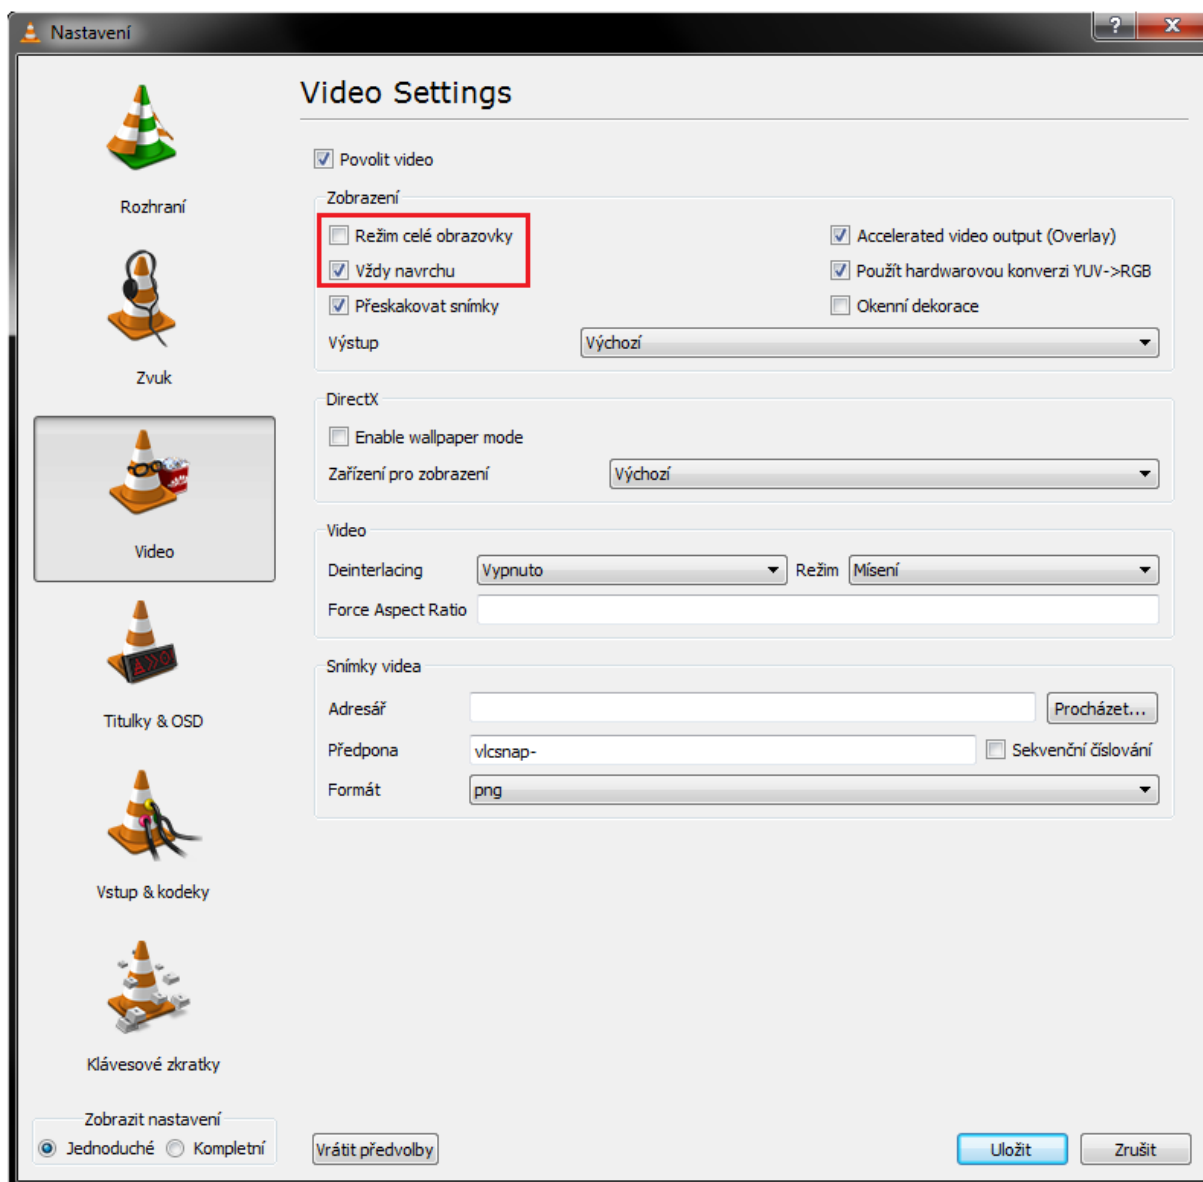 Nastavení
Video Settings
Rozhraní
Zvuk
Video
Titulky & OSD
Vstup & kodeky
Klávesové zkratky
Zobrazit nastavení
Jednoduché Kompletní
Povolit video
Zobrazení
Režim celé obrazovky Accelerated video output (Overlay)
Vždy navrchu Použít hardwarovou konverzi YUV->RGB
Přeskakovat snímky Okenní dekorace
Výstup Výchozí
DirectX
Enable wallpaper mode
Zařízení pro zobrazení Výchozí
Video
Deinterlacing Vypnuto Režim Mísení
Force Aspect Ratio
Snímky videa
Adresář Procházet...
Předpona vlcsnap- Sekvenční číslování
Formát png
Vrátit předvolby Uložit Zrušit